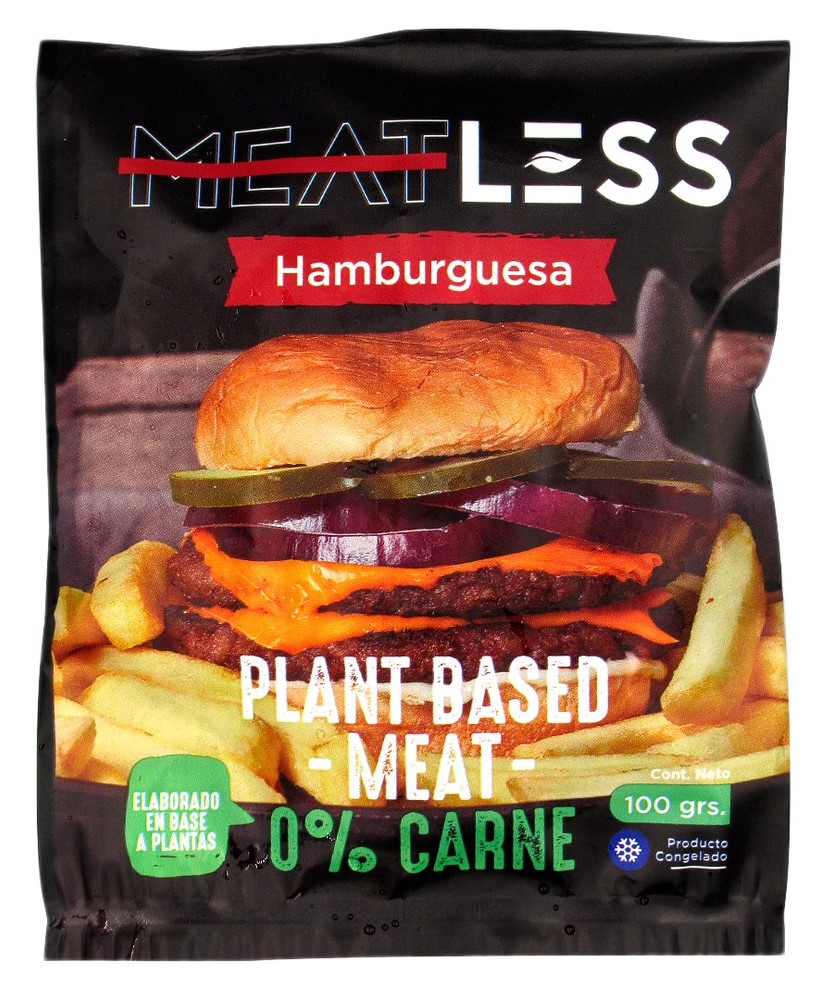 MEATLESS
Hamburguesa
PLANT BASED
- MEAT -
0% CARNE
ELABORADO
EN BASE
A PLANTAS
Cont. Neto
100 grs.
Producto
Congelado